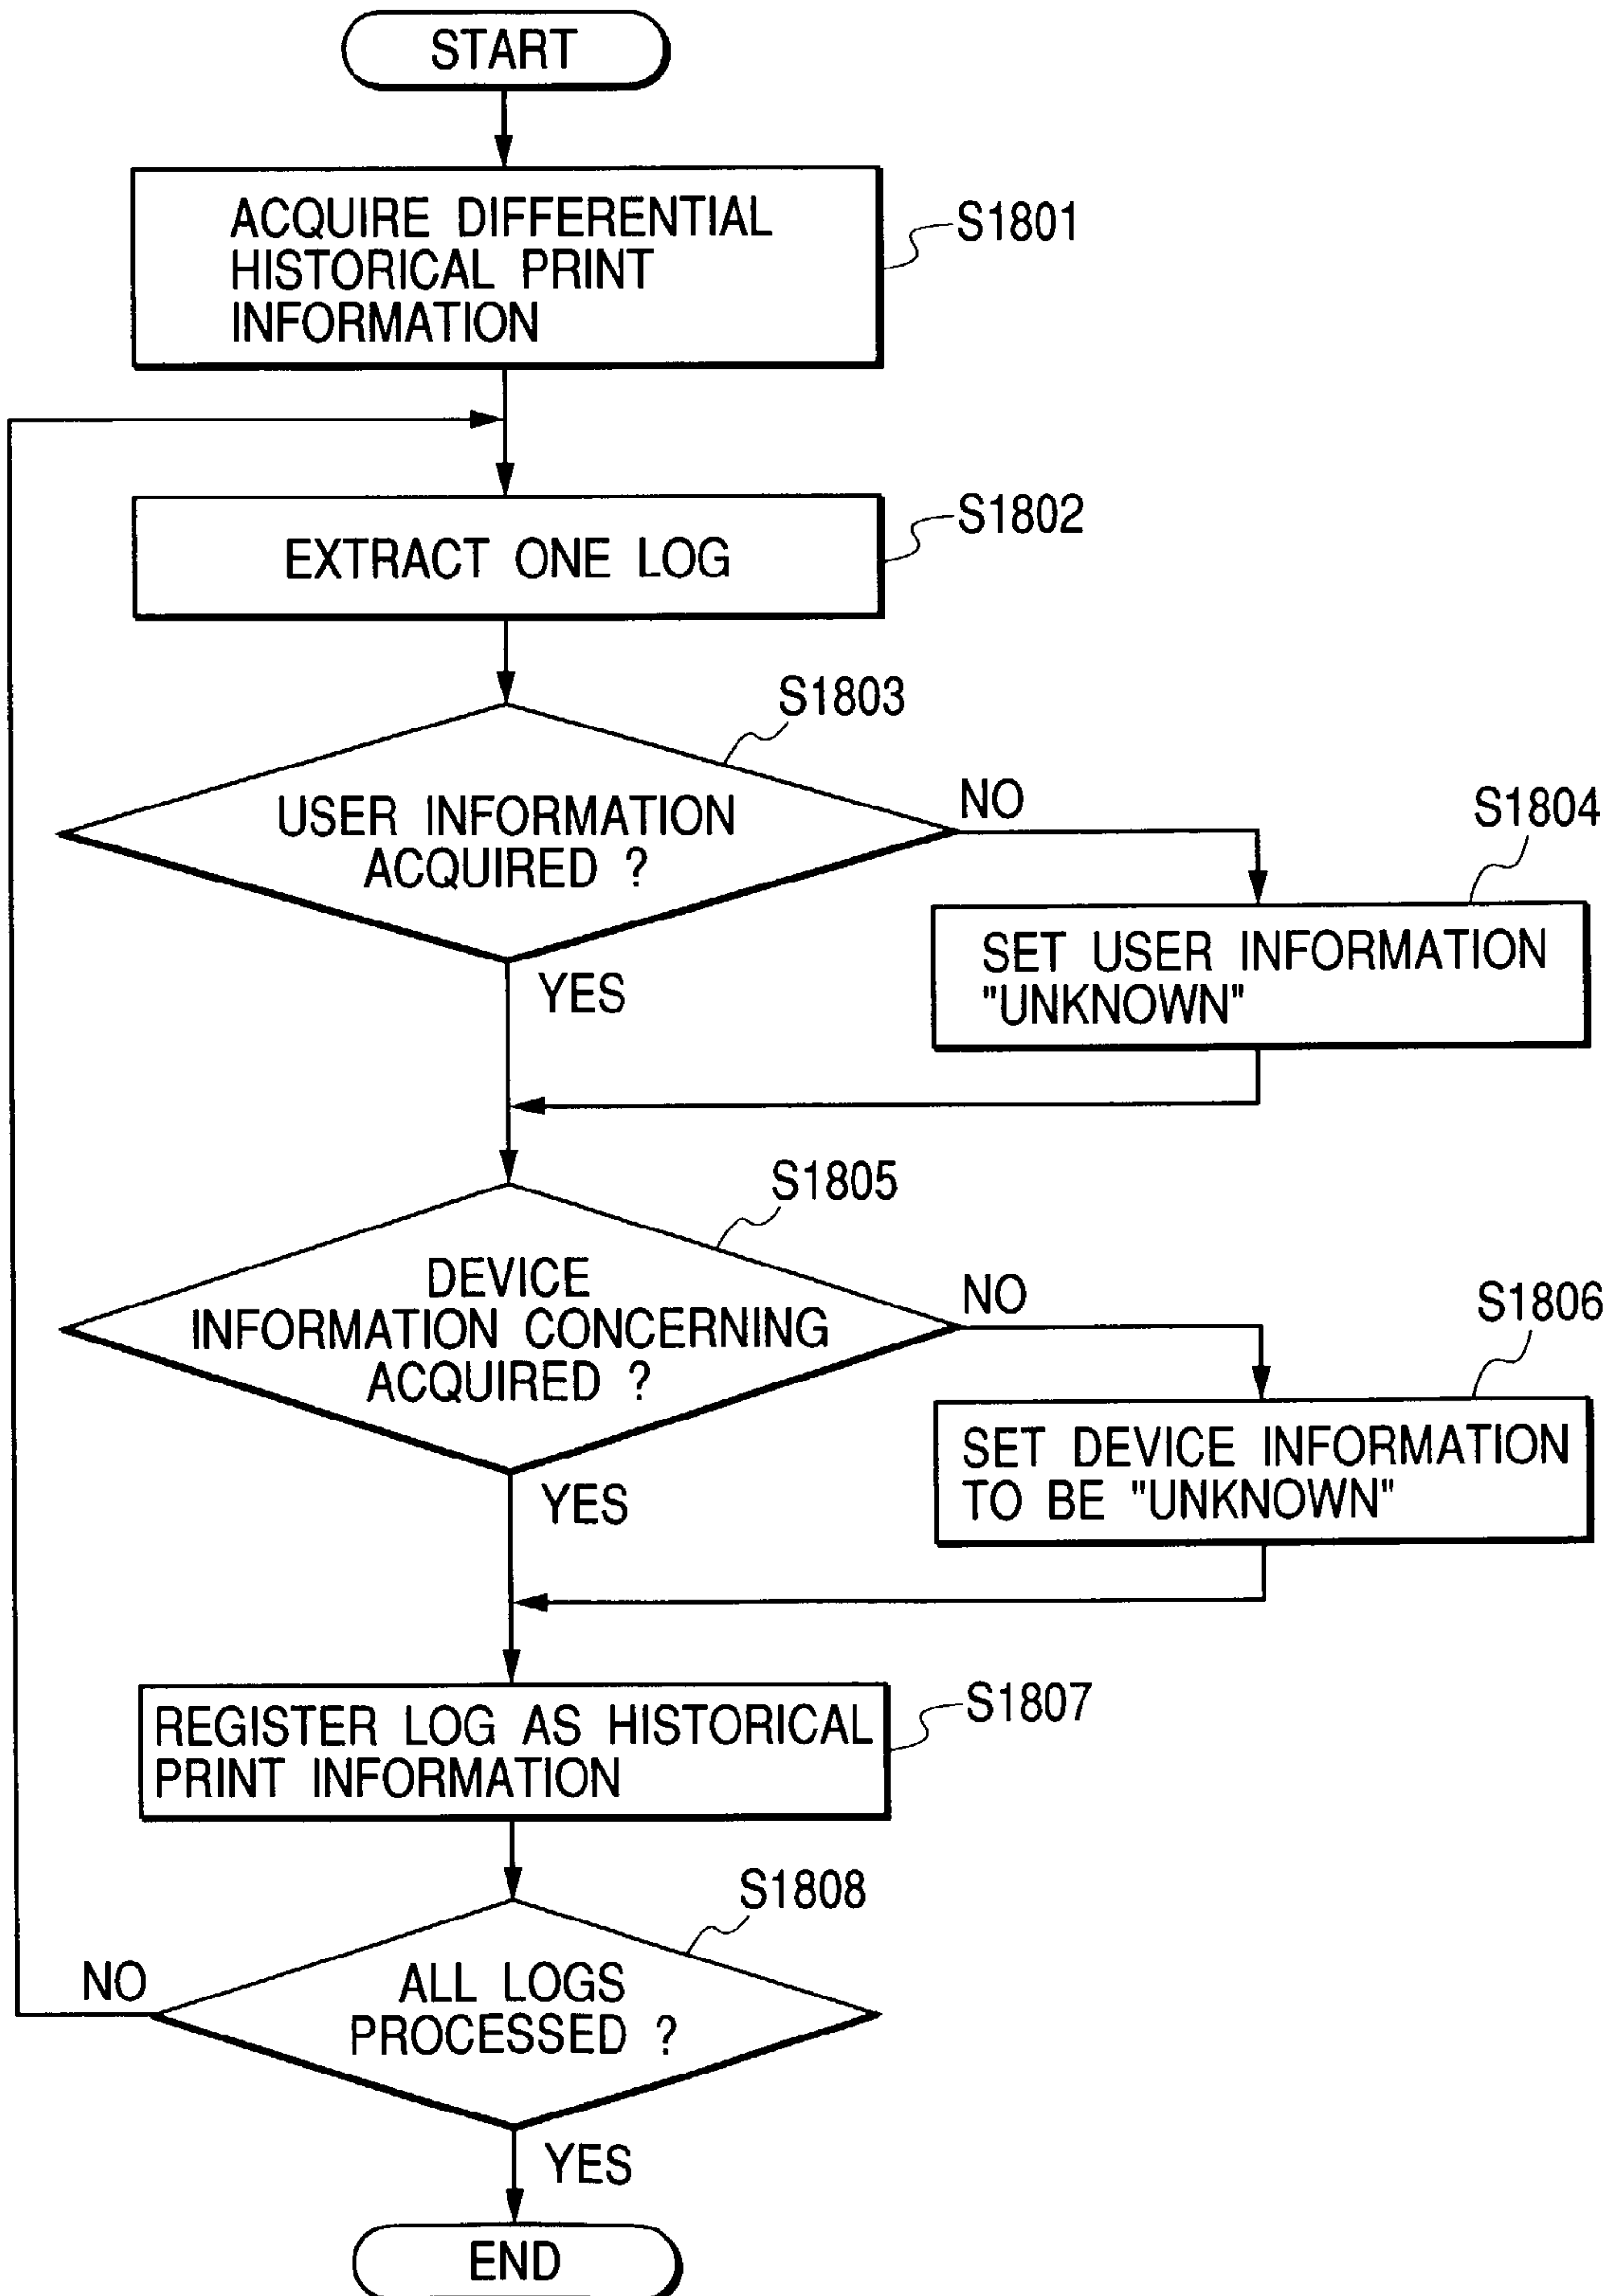 START
ACQUIRE DIFFERENTIAL
HISTORICAL PRINT
INFORMATION
S1801
EXTRACT ONE LOG
S1802
USER INFORMATION
ACQUIRED ?
S1803
NO
YES
SET USER INFORMATION
"UNKNOWN"
S1804
DEVICE
INFORMATION CONCERNING
ACQUIRED ?
S1805
NO
YES
SET DEVICE INFORMATION
TO BE "UNKNOWN"
S1806
REGISTER LOG AS HISTORICAL
PRINT INFORMATION
S1807
ALL LOGS
PROCESSED ?
S1808
NO
YES
END